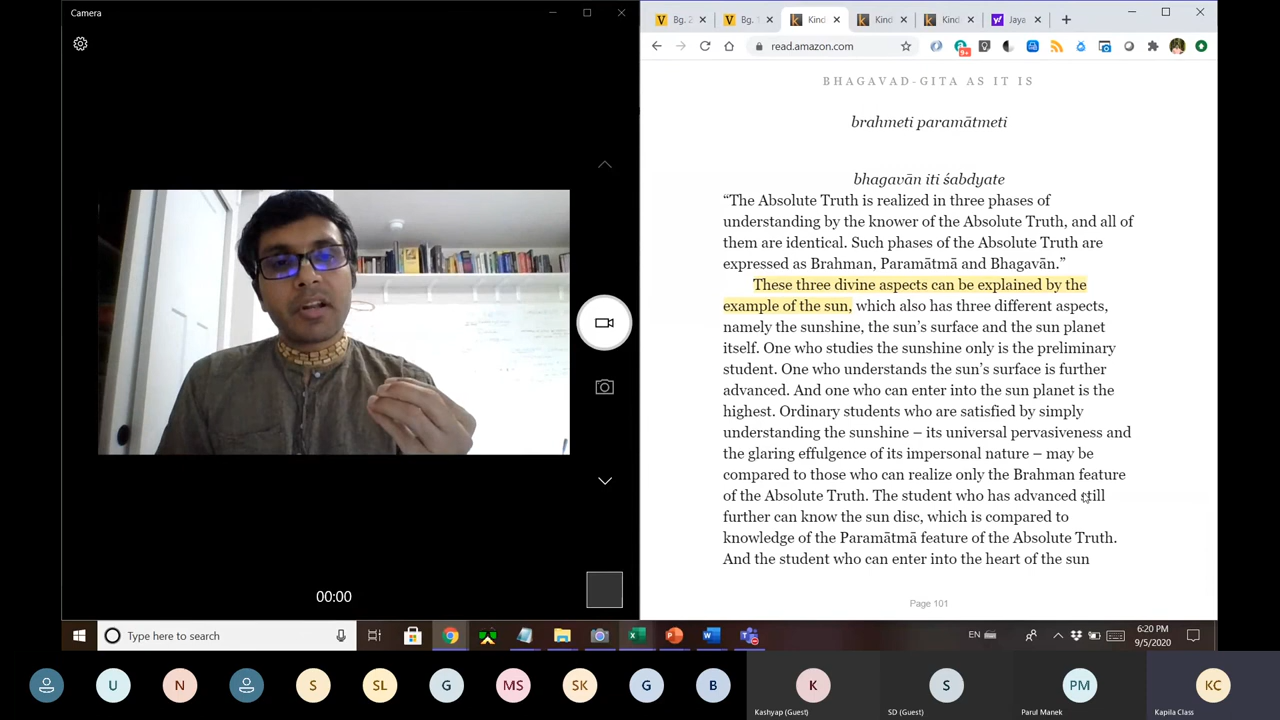 Camera
Bg. 2
Bg. 1
Kind
Kind
Kind
Jaya
read.amazon.com
9+
BHAGAVAD-GITA AS IT IS
brahmeti paramātmeti
bhagavān iti śabdyate
“The Absolute Truth is realized in three phases of
understanding by the knower of the Absolute Truth, and all of
them are identical. Such phases of the Absolute Truth are
expressed as Brahman, Paramātmā and Bhagavān.”
These three divine aspects can be explained by the
example of the sun, which also has three different aspects,
namely the sunshine, the sun’s surface and the sun planet
itself. One who studies the sunshine only is the preliminary
student. One who understands the sun’s surface is further
advanced. And one who can enter into the sun planet is the
highest. Ordinary students who are satisfied by simply
understanding the sunshine – its universal pervasiveness and
the glaring effulgence of its impersonal nature – may be
compared to those who can realize only the Brahman feature
of the Absolute Truth. The student who has advanced still
further can know the sun disc, which is compared to
knowledge of the Paramātmā feature of the Absolute Truth.
And the student who can enter into the heart of the sun
Page 101
00:00
Type here to search
EN
6:20 PM
9/5/2020
U
N
S
SL
G
MS
SK
G
B
K
S
PM
KC
Kashyap (Guest)
SD (Guest)
Parul Manek
Kapila Class